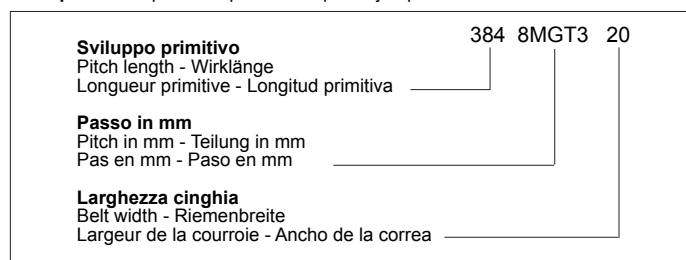 384 8MGT3 20
Sviluppo primitivo
Pitch length - Wirklänge
Longueur primitive - Longitud primitiva
Passo in mm
Pitch in mm - Teilung in mm
Pas en mm - Paso en mm
Larghezza cinghia
Belt width - Riemenbreite
Largeur de la courroie - Ancho de la correa